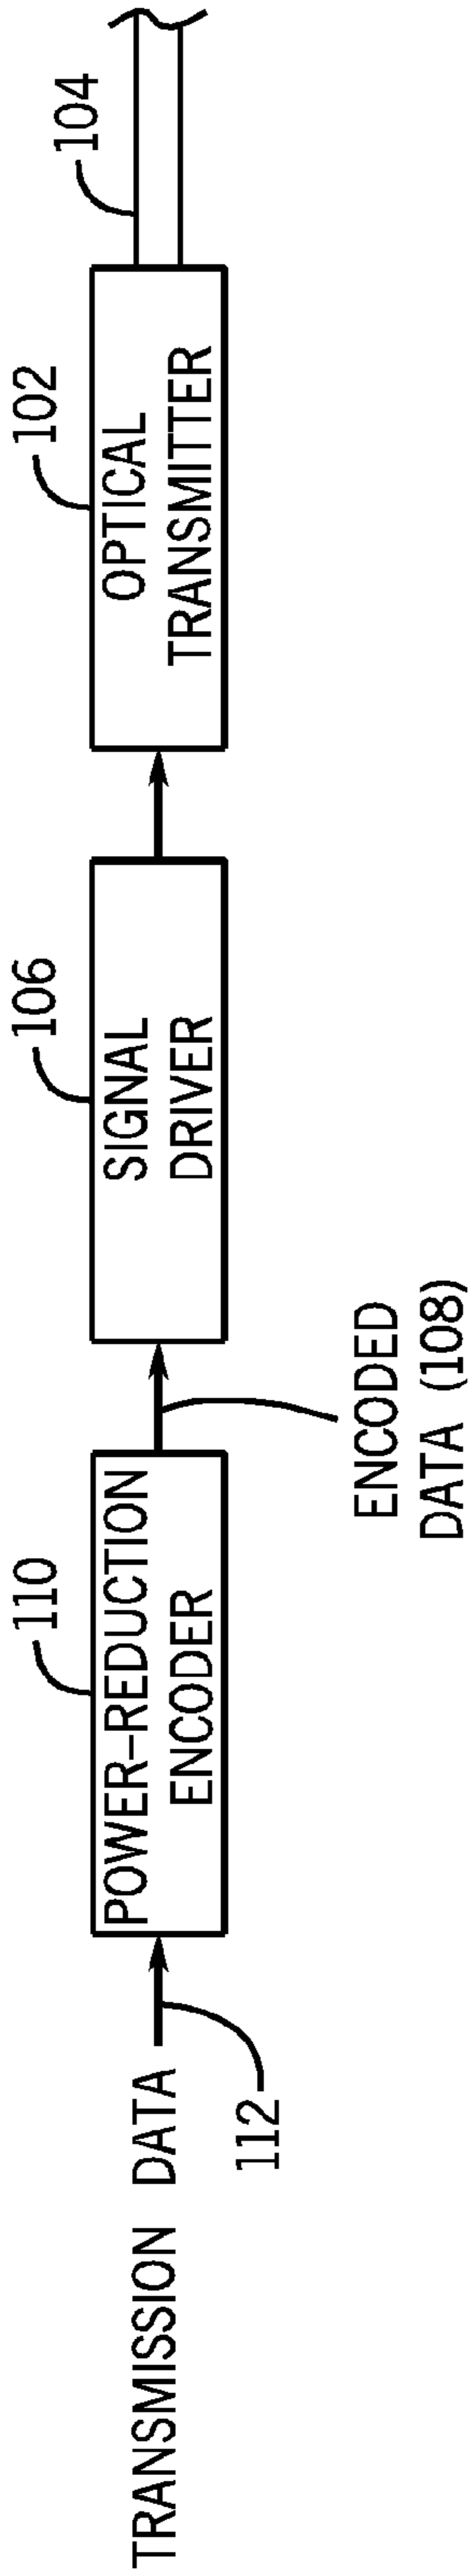 TRANSMISSION DATA
112
110
POWER-REDUCTION
ENCODER
ENCODED
DATA (108)
106
SIGNAL
DRIVER
102
OPTICAL
TRANSMITTER
104